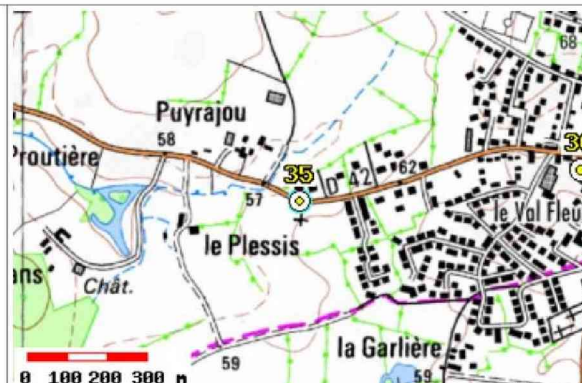 68
Puyrajou
58
Proutière
35
D 42
62
57
le Val Fleu
le Plessis
ans
Chât.
la Garlière
59
59
0 100 200 300 m